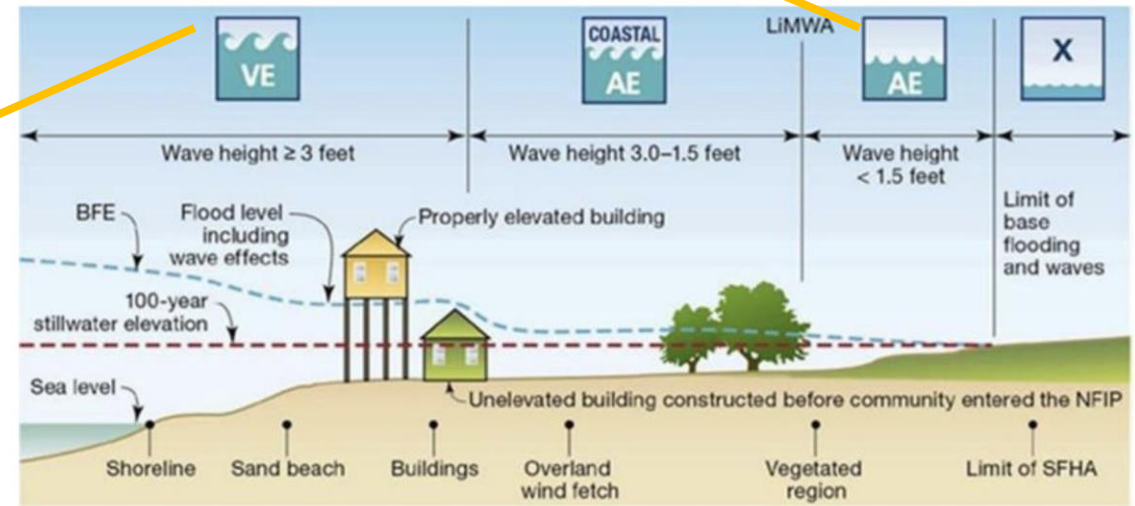 VE
COASTAL
AE
LiMWA
AE
X
Wave height ≥ 3 feet
Wave height 3.0–1.5 feet
Wave height
< 1.5 feet
BFE
Flood level
including
wave effects
Properly elevated building
Limit of
base
flooding
and waves
100-year
stillwater elevation
Sea level
Unelevated building constructed before community entered the NFIP
Shoreline
Sand beach
Buildings
Overland
wind fetch
Vegetated
region
Limit of SFHA